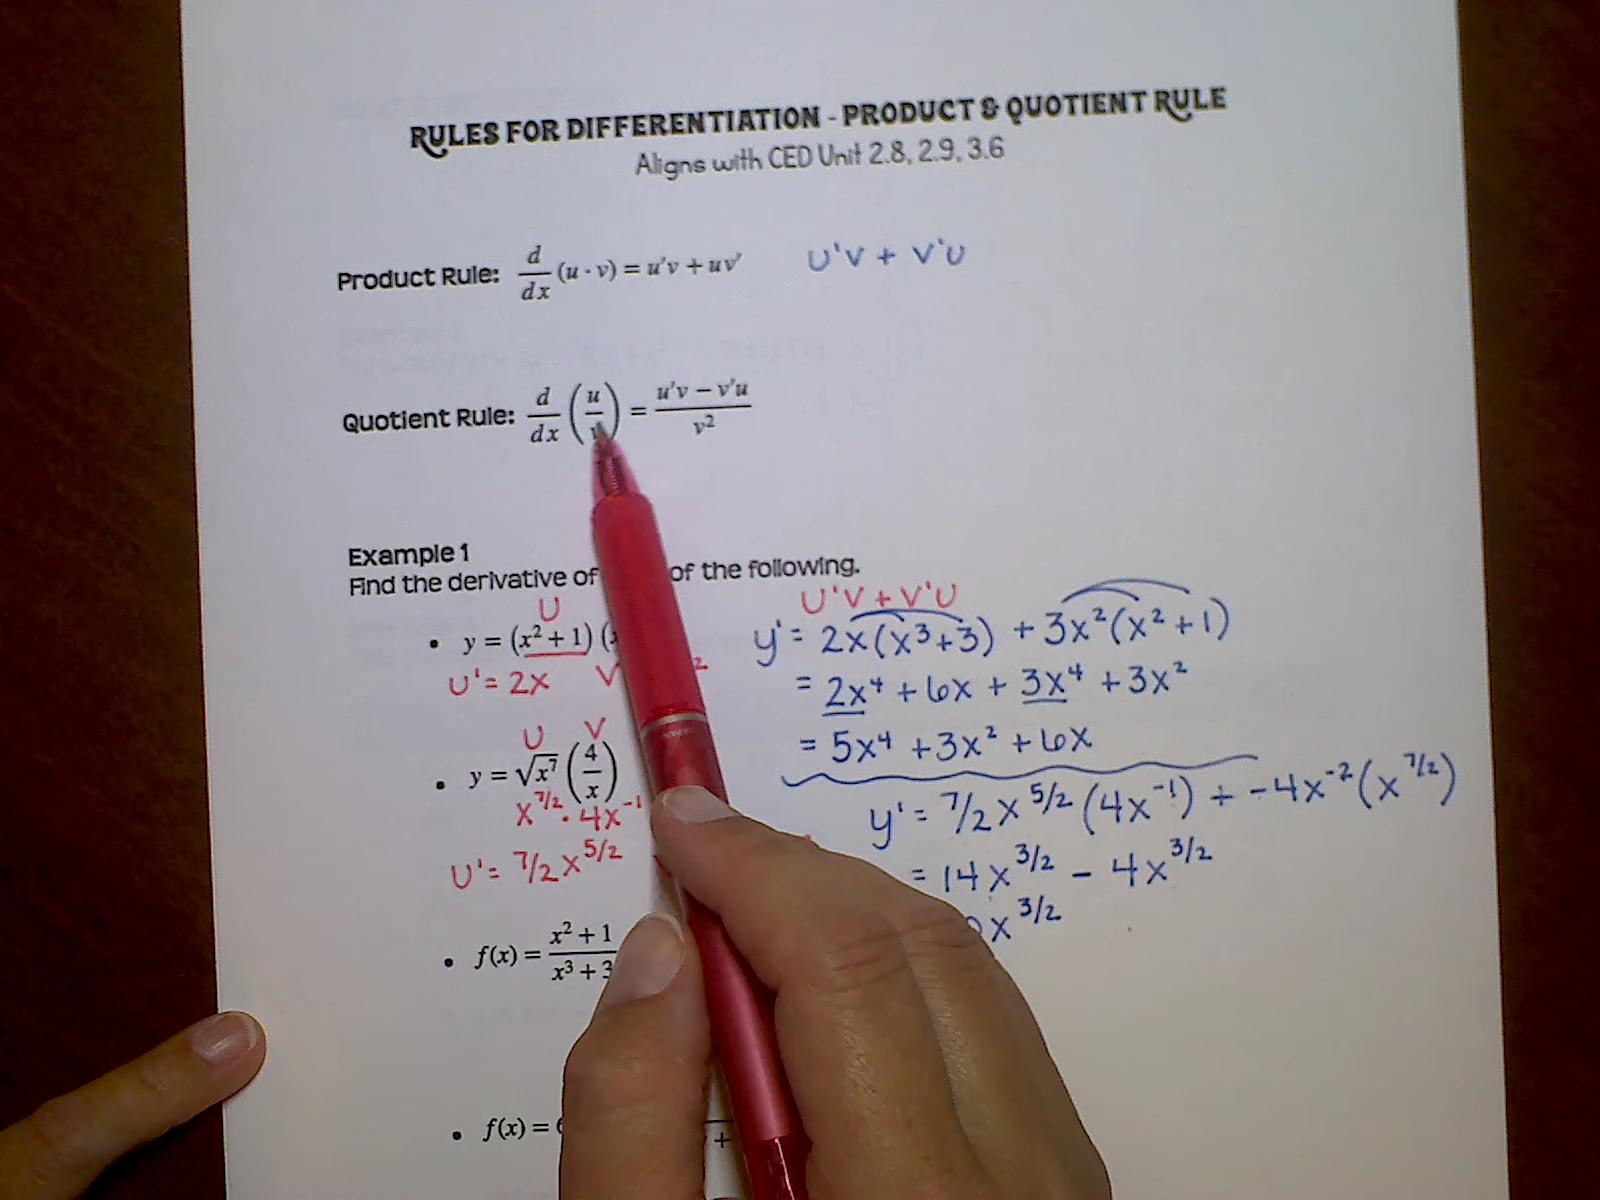 RULES FOR DIFFERENTIATION - PRODUCT & QUOTIENT RULE
Aligns with CED Unit 2.8, 2.9, 3.6
Product Rule: d/dx (u · v) = u'v + uv' U'V + V'U
Quotient Rule: d/dx (u/v) = u'v − v'u / v²
Example 1
Find the derivative of of the following.
U U'V + V'U
• y = (x² + 1) ( y' = 2x(x³+3) + 3x²(x²+1)
U' = 2x V 2 = 2x⁴ + 6x + 3x⁴ + 3x²
U V = 5x⁴ + 3x² + 6x
• y = √x⁷ (4/x) y' = 7/2 x^5/2 (4x^-1) + -4x^-2 (x^7/2)
x^7/2 · 4x^-1
U' = 7/2 x^5/2 = 14x^3/2 − 4x^3/2
x^3/2
• f(x) = x² + 1 / x³ + 3
• f(x) = +